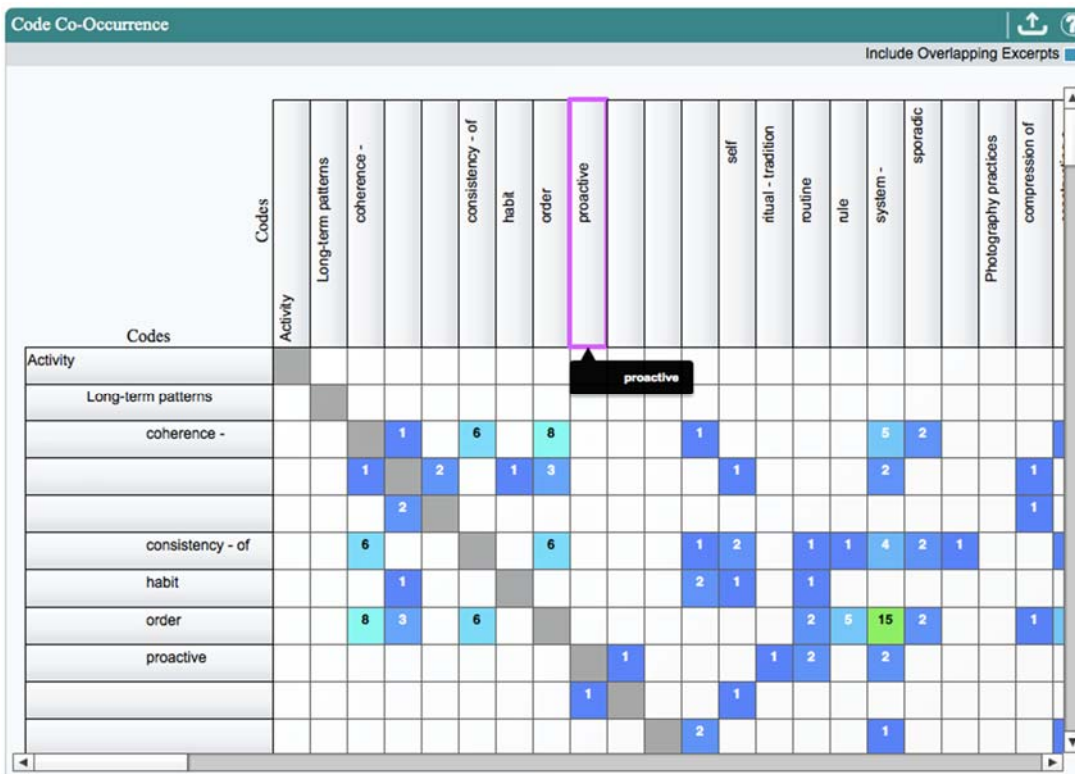 Code Co-Occurrence
Include Overlapping Excerpts
Codes
Activity
Long-term patterns
coherence -
consistency - of
habit
order
proactive
self
ritual - tradition
routine
rule
system -
sporadic
Photography practices
compression of
Codes
Activity
proactive
Long-term patterns
coherence - 1 6 8 1 5 2
1 2 1 3 1 2 1
2 1
consistency - of 6 6 1 2 1 1 4 2 1
habit 1 2 1 1
order 8 3 6 2 5 15 2 1
proactive 1 1 2 2
1 1
2 1